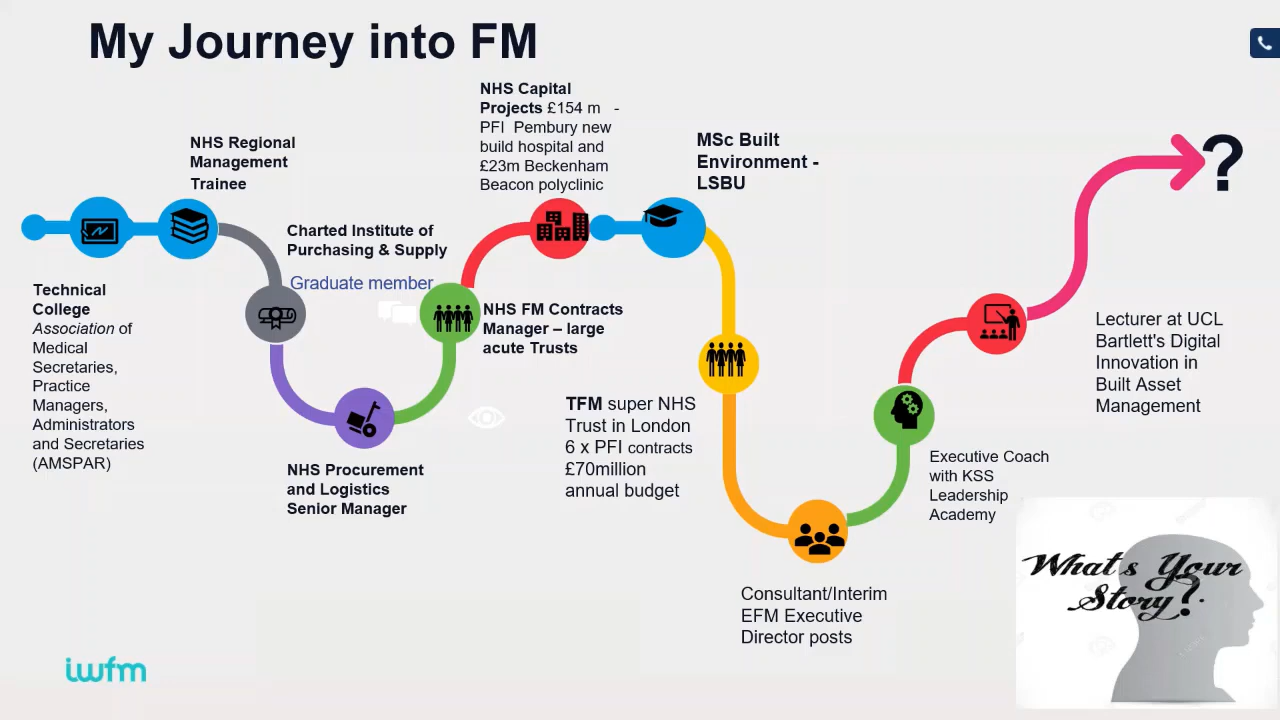 My Journey into FM
Technical
College
Association of
Medical
Secretaries,
Practice
Managers,
Administrators
and Secretaries
(AMSPAR)
NHS Regional
Management
Trainee
Charted Institute of
Purchasing & Supply
Graduate member
NHS Procurement
and Logistics
Senior Manager
NHS FM Contracts
Manager – large
acute Trusts
NHS Capital
Projects £154 m -
PFI Pembury new
build hospital and
£23m Beckenham
Beacon polyclinic
MSc Built
Environment -
LSBU
TFM super NHS
Trust in London
6 x PFI contracts
£70million
annual budget
Consultant/Interim
EFM Executive
Director posts
Executive Coach
with KSS
Leadership
Academy
Lecturer at UCL
Bartlett's Digital
Innovation in
Built Asset
Management
?
What's Your
Story?
iwfm